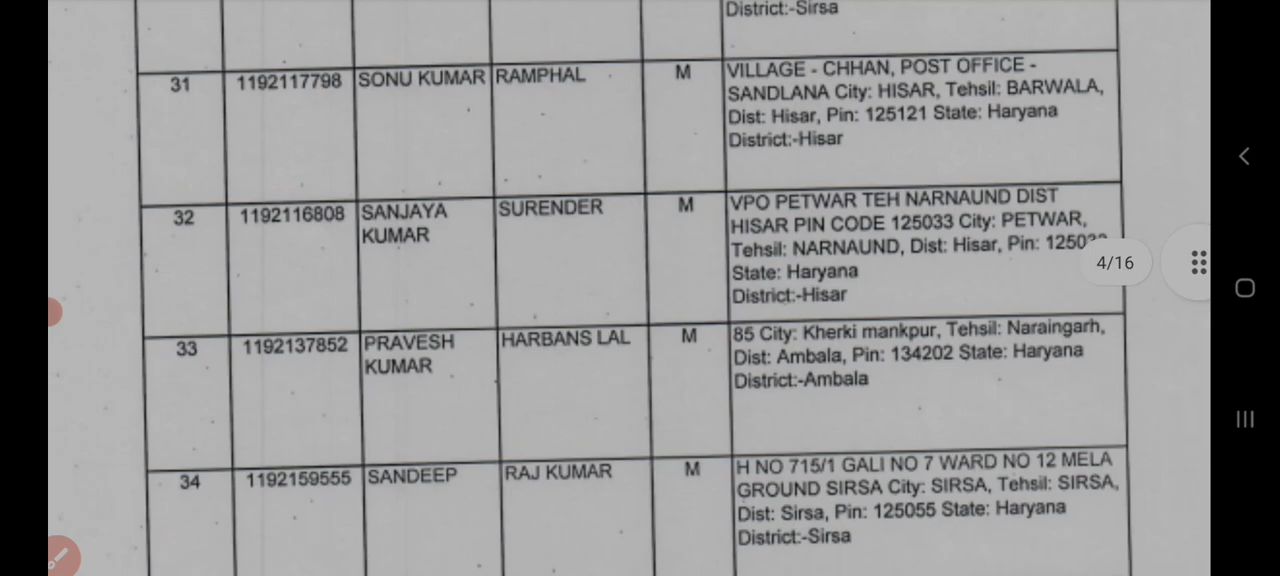 District:-Sirsa
31 1192117798 SONU KUMAR RAMPHAL M VILLAGE - CHHAN, POST OFFICE -
SANDLANA City: HISAR, Tehsil: BARWALA,
Dist: Hisar, Pin: 125121 State: Haryana
District:-Hisar
32 1192116808 SANJAYA SURENDER M VPO PETWAR TEH NARNAUND DIST
KUMAR HISAR PIN CODE 125033 City: PETWAR,
Tehsil: NARNAUND, Dist: Hisar, Pin:
State: Haryana
District:-Hisar
4/16
33 1192137852 PRAVESH HARBANS LAL M 85 City: Kherki mankpur, Tehsil: Naraingarh,
KUMAR Dist: Ambala, Pin: 134202 State: Haryana
District:-Ambala
34 1192159555 SANDEEP RAJ KUMAR M H NO 715/1 GALI NO 7 WARD NO 12 MELA
GROUND SIRSA City: SIRSA, Tehsil: SIRSA,
Dist: Sirsa, Pin: 125055 State: Haryana
District:-Sirsa